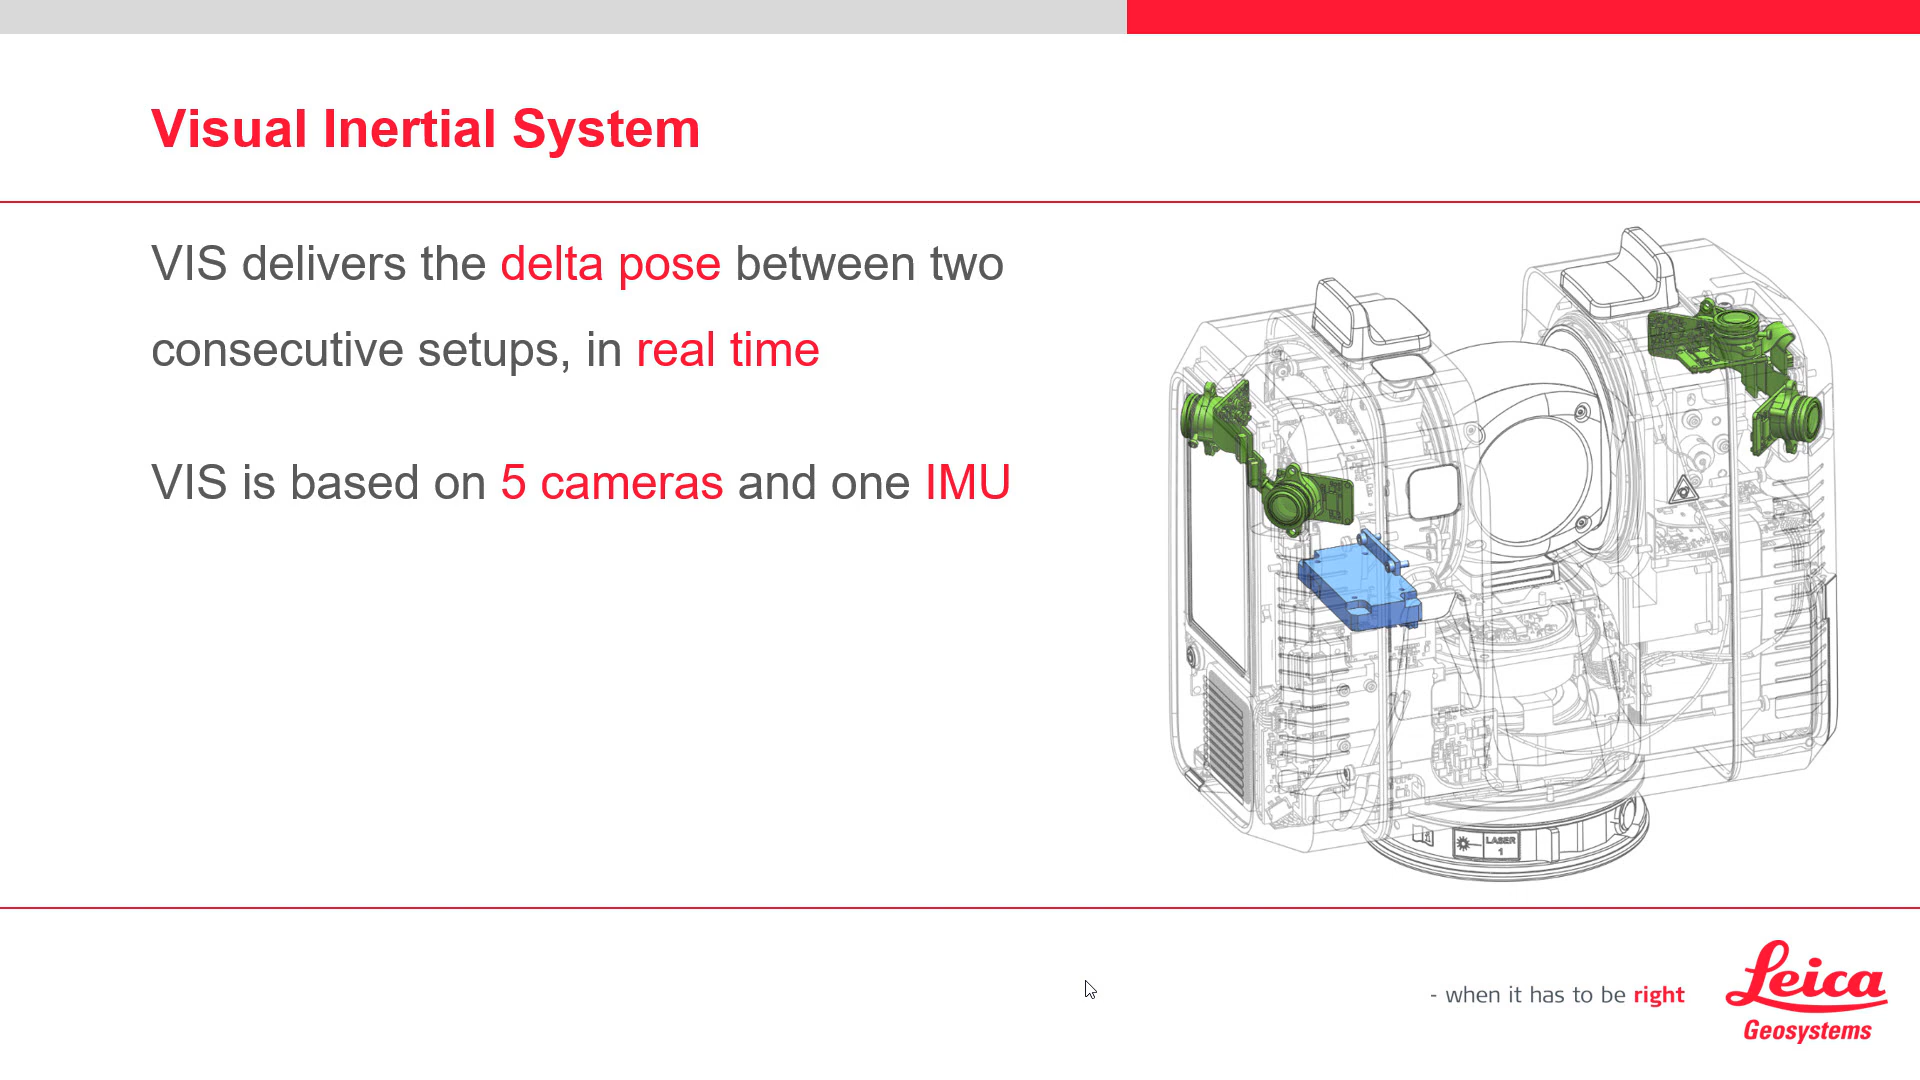 Visual Inertial System
VIS delivers the delta pose between two
consecutive setups, in real time
VIS is based on 5 cameras and one IMU
LASER
1
- when it has to be right
Leica
Geosystems